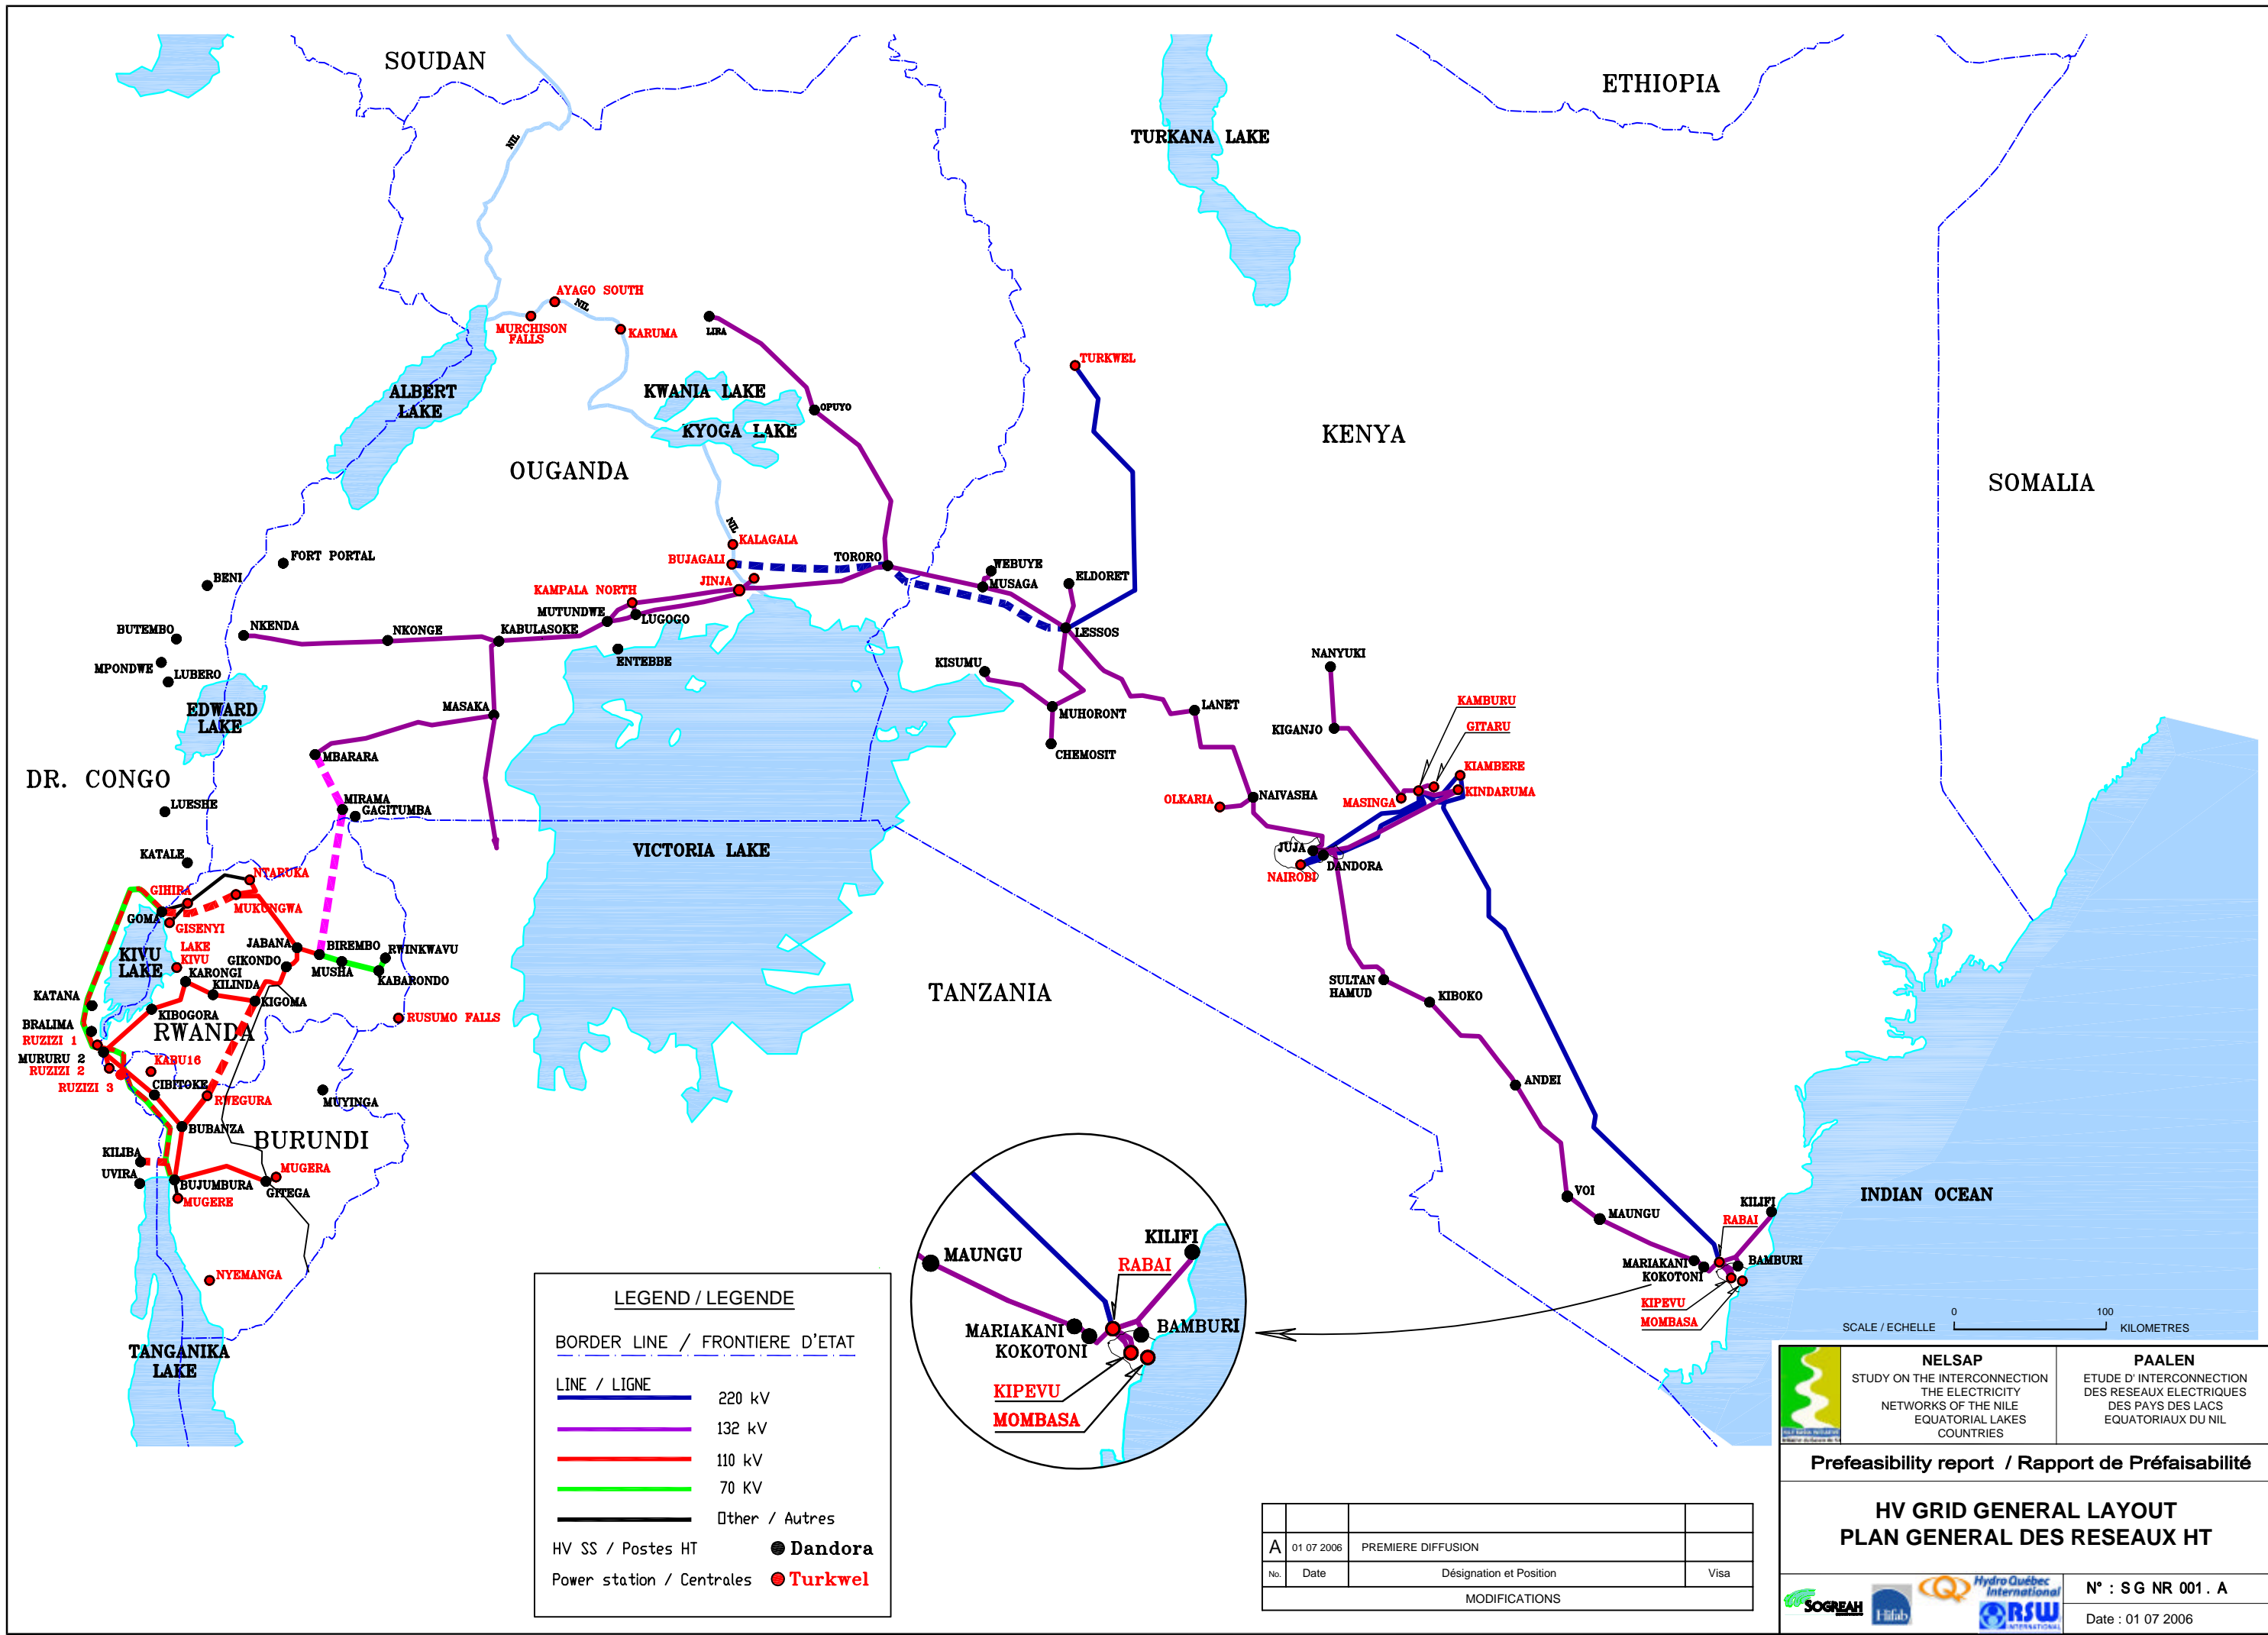 SOUDAN
ETHIOPIA
TURKANA LAKE
NIL
AYAGO SOUTH
NIL
MURCHISON
FALLS
KARUMA
LIRA
TURKWEL
ALBERT
LAKE
KWANIA LAKE
OPUYO
KYOGA LAKE
KENYA
OUGANDA
SOMALIA
NIL
KALAGALA
FORT PORTAL
BUJAGALI
TORORO
WEBUYE
BENI
JINJA
MUSAGA
ELDORET
KAMPALA NORTH
MUTUNDWE
LUGOGO
BUTEMBO
NKENDA
NKONGE
KABULASOKE
LESSOS
ENTEBBE
MPONDWE
LUBERO
KISUMU
NANYUKI
EDWARD
LAKE
MASAKA
MUHORONT
LANET
KAMBURU
KIGANJO
GITARU
MBARARA
CHEMOSIT
DR. CONGO
KIAMBERE
LUESHE
MIRAMA
GAGITUMBA
OLKARIA
NAIVASHA
MASINGA
KINDARUMA
VICTORIA LAKE
JUJA
DANDORA
NAIROBI
KATALE
NTARUKA
GIHIRA
MUKUNGWA
GOMA
GISENYI
KIVU
LAKE
LAKE
KIVU
JABANA
BIREMBO
RWINKWAVU
GIKONDO
MUSHA
KABARONDO
KARONGI
KILINDA
KIGOMA
KATANA
KIBOGORA
SULTAN
HAMUD
KIBOKO
TANZANIA
BRALIMA
RWANDA
RUSUMO FALLS
RUZIZI 1
MURURU 2
RUZIZI 2
KABU16
RUZIZI 3
CIBITOKE
RWEGURA
MUYINGA
ANDEI
BUBANZA
BURUNDI
KILIBA
UVIRA
MUGERA
BUJUMBURA
GITEGA
MUGERE
VOI
MAUNGU
KILIFI
RABAI
INDIAN OCEAN
MARIAKANI
KOKOTONI
BAMBURI
KIPEVU
MOMBASA
NYEMANGA
TANGANIKA
LAKE
KILIFI
MAUNGU
RABAI
MARIAKANI
KOKOTONI
BAMBURI
KIPEVU
MOMBASA
0 100
SCALE / ECHELLE KILOMETRES
LEGEND / LEGENDE
BORDER LINE / FRONTIERE D'ETAT
LINE / LIGNE
220 kV
132 kV
110 kV
70 KV
Other / Autres
HV SS / Postes HT Dandora
Power station / Centrales Turkwel
A 01 07 2006 PREMIERE DIFFUSION
No. Date Désignation et Position Visa
MODIFICATIONS
NELSAP
STUDY ON THE INTERCONNECTION
THE ELECTRICITY
NETWORKS OF THE NILE
EQUATORIAL LAKES
COUNTRIES
PAALEN
ETUDE D' INTERCONNECTION
DES RESEAUX ELECTRIQUES
DES PAYS DES LACS
EQUATORIAUX DU NIL
Prefeasibility report / Rapport de Préfaisabilité
HV GRID GENERAL LAYOUT
PLAN GENERAL DES RESEAUX HT
SOGREAH
Hifab
Hydro Québec
International
RSW
INTERNATIONAL
N° : S G NR 001 . A
Date : 01 07 2006